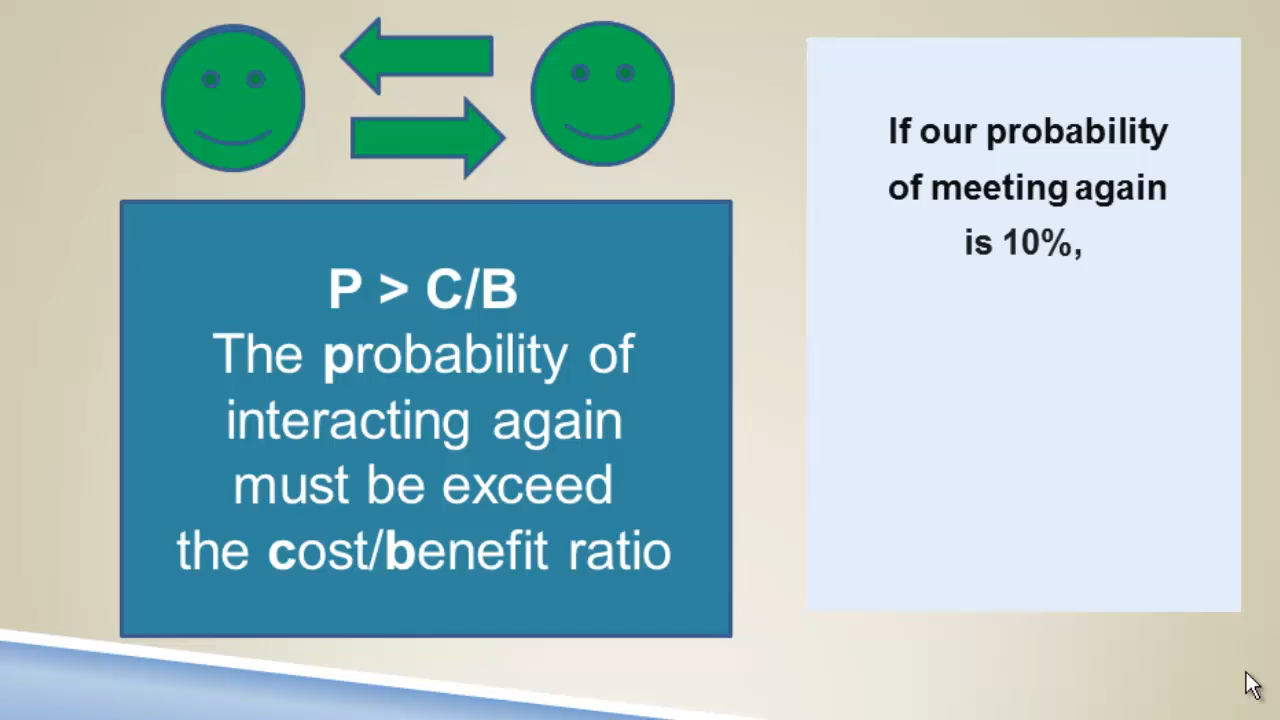 P > C/B
The probability of
interacting again
must be exceed
the cost/benefit ratio
If our probability
of meeting again
is 10%,